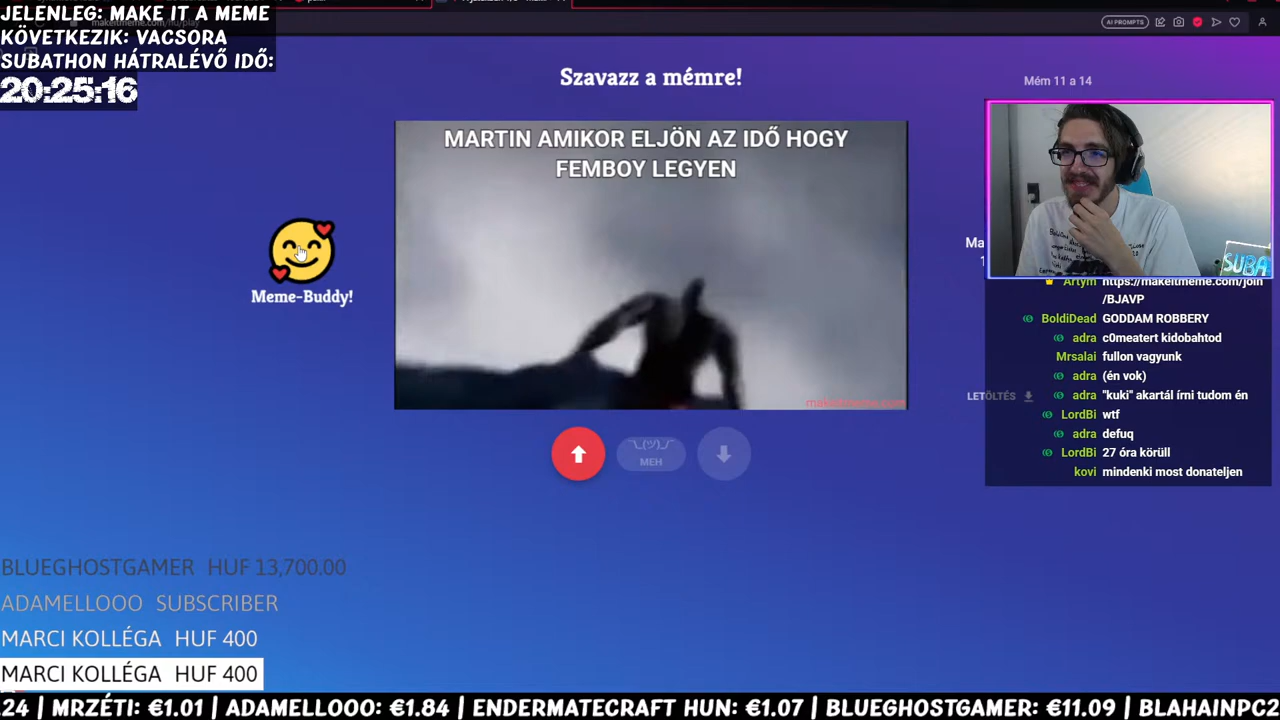 JELENLEG: MAKE IT A MEME
KÖVETKEZIK: VACSORA
SUBATHON HÁTRALÉVŐ IDŐ:
20:25:16
AI PROMPTS
Szavazz a mémre!
Mém 11 a 14
MARTIN AMIKOR ELJÖN AZ IDŐ HOGY
FEMBOY LEGYEN
Meme-Buddy!
SUBA
Artym https://makeitmeme.com/join
/BJAVP
BoldiDead GODDAM ROBBERY
adra c0meatert kidobahtod
Mrsalai fullon vagyunk
adra (én vok)
adra "kuki" akartál írni tudom én
LordBi wtf
adra defuq
LordBi 27 óra körüll
kovi mindenki most donateljen
LETÖLTÉS
¯\_(ツ)_/¯
MEH
BLUEGHOSTGAMER HUF 13,700.00
ADAMELLOOO SUBSCRIBER
MARCI KOLLÉGA HUF 400
MARCI KOLLÉGA HUF 400
.24 | MRZÉTI: €1.01 | ADAMELLOOO: €1.84 | ENDERMATECRAFT HUN: €1.07 | BLUEGHOSTGAMER: €11.09 | BLAHAINPC2